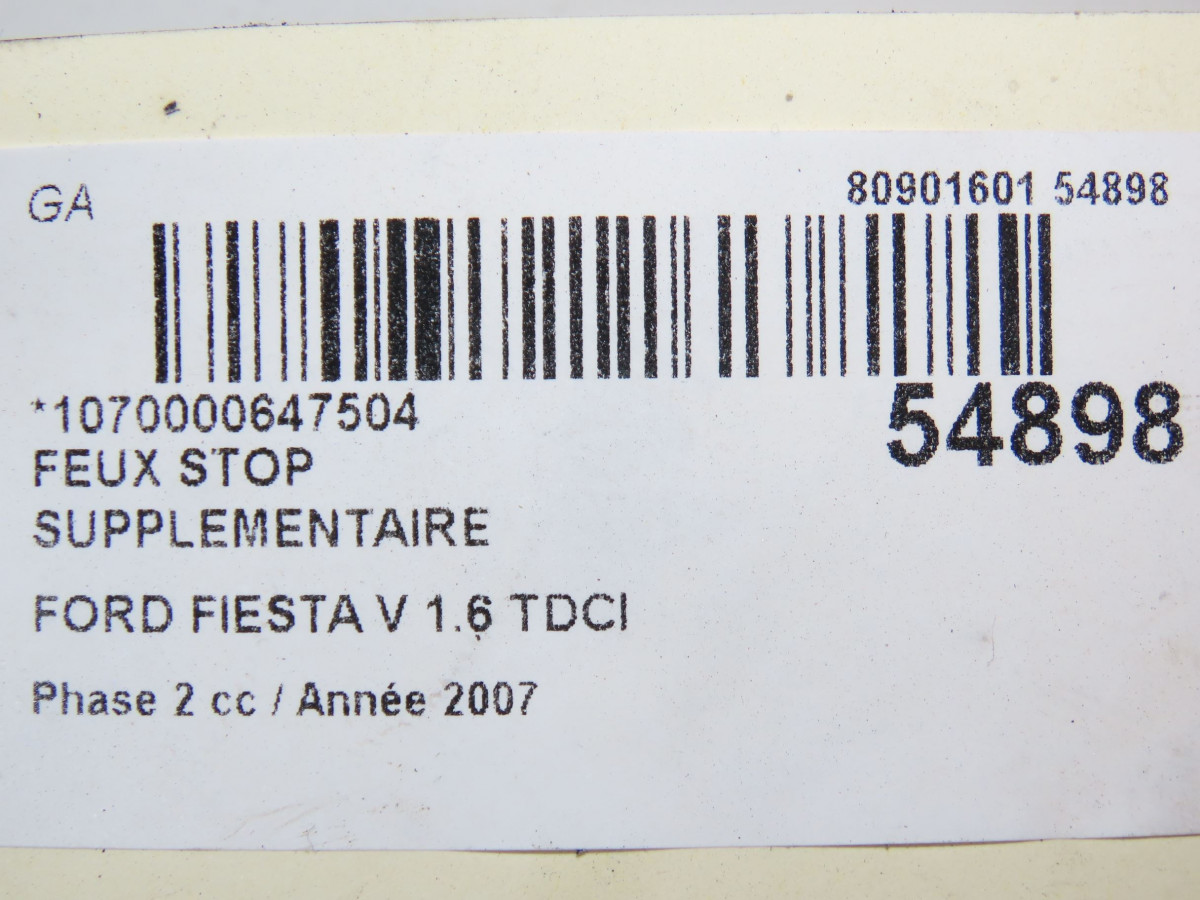 GA
80901601 54898
*1070000647504
54898
FEUX STOP
SUPPLEMENTAIRE
FORD FIESTA V 1.6 TDCI
Phase 2 cc / Année 2007